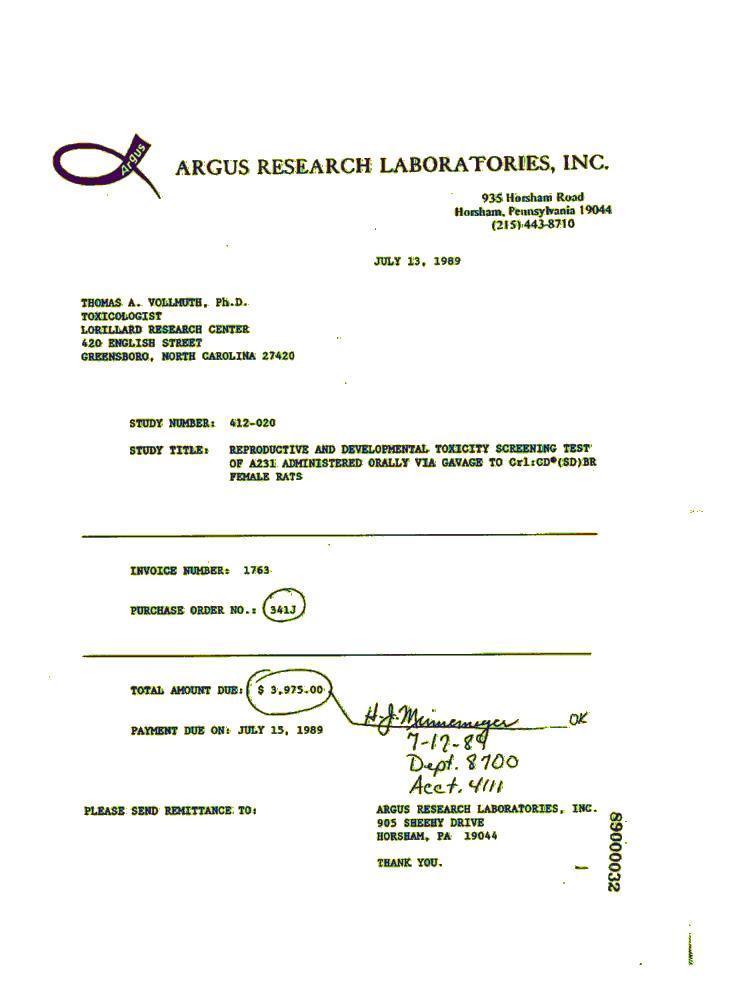 Argus
ARGUS RESEARCH LABORATORIES, INC.
935 Horsham Road
Horsham, Pennsylvania 19044
(215) 443-8710
JULY 13, 1989
THOMAS A. VOLLMUTH, Ph.D.
TOXICOLOGIST
LORILLARD RESEARCH CENTER
420 ENGLISH STREET
GREENSBORO, NORTH CAROLINA 27420
STUDY NUMBER: 412-020
STUDY TITLE: REPRODUCTIVE AND DEVELOPMENTAL TOXICITY SCREENING TEST
OF A231 ADMINISTERED ORALLY VIA GAVAGE TO Crl:CD®(SD)BR
FEMALE RATS
INVOICE NUMBER: 1763
PURCHASE ORDER NO.: 341J
TOTAL AMOUNT DUE: $ 3,975.00
H.J. Minnemeyer OK
PAYMENT DUE ON: JULY 15, 1989
7-17-89
Dept. 8700
Acct. 4111
PLEASE SEND REMITTANCE TO: ARGUS RESEARCH LABORATORIES, INC.
905 SHEEHY DRIVE
HORSHAM, PA 19044
THANK YOU.
89000032